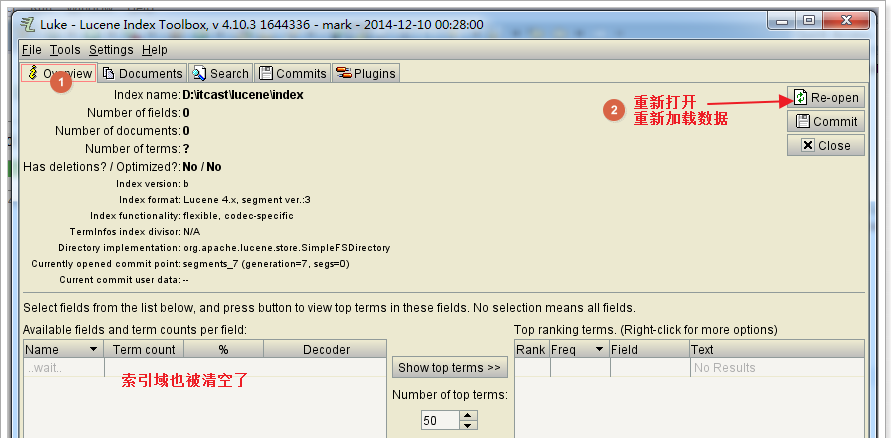 Luke - Lucene Index Toolbox, v 4.10.3 1644336 - mark - 2014-12-10 00:28:00
File Tools Settings Help
Overview Documents Search Commits Plugins
1
Index name: D:\itcast\lucene\index
Number of fields: 0
Number of documents: 0
Number of terms: ?
Has deletions? / Optimized?: No / No
Index version: b
Index format: Lucene 4.x, segment ver.:3
Index functionality: flexible, codec-specific
TermInfos index divisor: N/A
Directory implementation: org.apache.lucene.store.SimpleFSDirectory
Currently opened commit point: segments_7 (generation=7, segs=0)
Current commit user data: --
2
重新打开
重新加载数据
Re-open
Commit
Close
Select fields from the list below, and press button to view top terms in these fields. No selection means all fields.
Available fields and term counts per field:
Name Term count % Decoder
..wait..
索引域也被清空了
Show top terms >>
Number of top terms:
50
Top ranking terms. (Right-click for more options)
Rank Freq Field Text
No Results